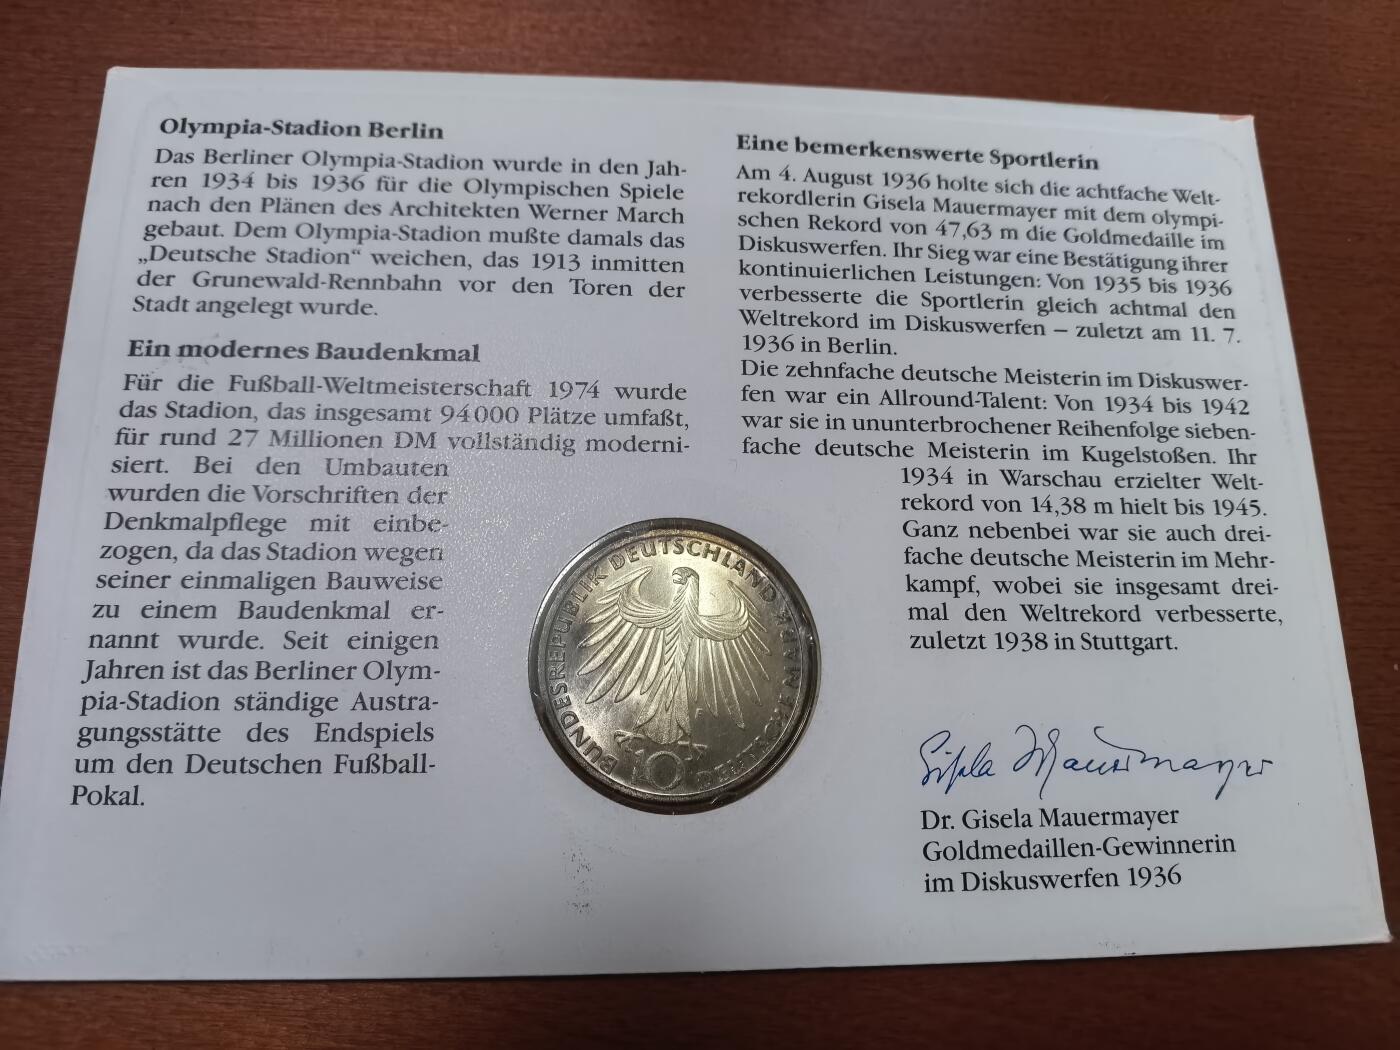 Olympia-Stadion Berlin
Das Berliner Olympia-Stadion wurde in den Jah-
ren 1934 bis 1936 für die Olympischen Spiele
nach den Plänen des Architekten Werner March
gebaut. Dem Olympia-Stadion mußte damals das
„Deutsche Stadion“ weichen, das 1913 inmitten
der Grunewald-Rennbahn vor den Toren der
Stadt angelegt wurde.
Ein modernes Baudenkmal
Für die Fußball-Weltmeisterschaft 1974 wurde
das Stadion, das insgesamt 94000 Plätze umfaßt,
für rund 27 Millionen DM vollständig moderni-
siert. Bei den Umbauten
wurden die Vorschriften der
Denkmalpflege mit einbe-
zogen, da das Stadion wegen
seiner einmaligen Bauweise
zu einem Baudenkmal er-
nannt wurde. Seit einigen
Jahren ist das Berliner Olym-
pia-Stadion ständige Austra-
gungsstätte des Endspiels
um den Deutschen Fußball-
Pokal.
Eine bemerkenswerte Sportlerin
Am 4. August 1936 holte sich die achtfache Welt-
rekordlerin Gisela Mauermayer mit dem olympi-
schen Rekord von 47,63 m die Goldmedaille im
Diskuswerfen. Ihr Sieg war eine Bestätigung ihrer
kontinuierlichen Leistungen: Von 1935 bis 1936
verbesserte die Sportlerin gleich achtmal den
Weltrekord im Diskuswerfen – zuletzt am 11. 7.
1936 in Berlin.
Die zehnfache deutsche Meisterin im Diskuswer-
fen war ein Allround-Talent: Von 1934 bis 1942
war sie in ununterbrochener Reihenfolge sieben-
fache deutsche Meisterin im Kugelstoßen. Ihr
1934 in Warschau erzielter Welt-
rekord von 14,38 m hielt bis 1945.
Ganz nebenbei war sie auch drei-
fache deutsche Meisterin im Mehr-
kampf, wobei sie insgesamt drei-
mal den Weltrekord verbesserte,
zuletzt 1938 in Stuttgart.
BUNDESREPUBLIK DEUTSCHLAND
10 DEUTSCHE MARK
Gisela Mauermayer
Dr. Gisela Mauermayer
Goldmedaillen-Gewinnerin
im Diskuswerfen 1936